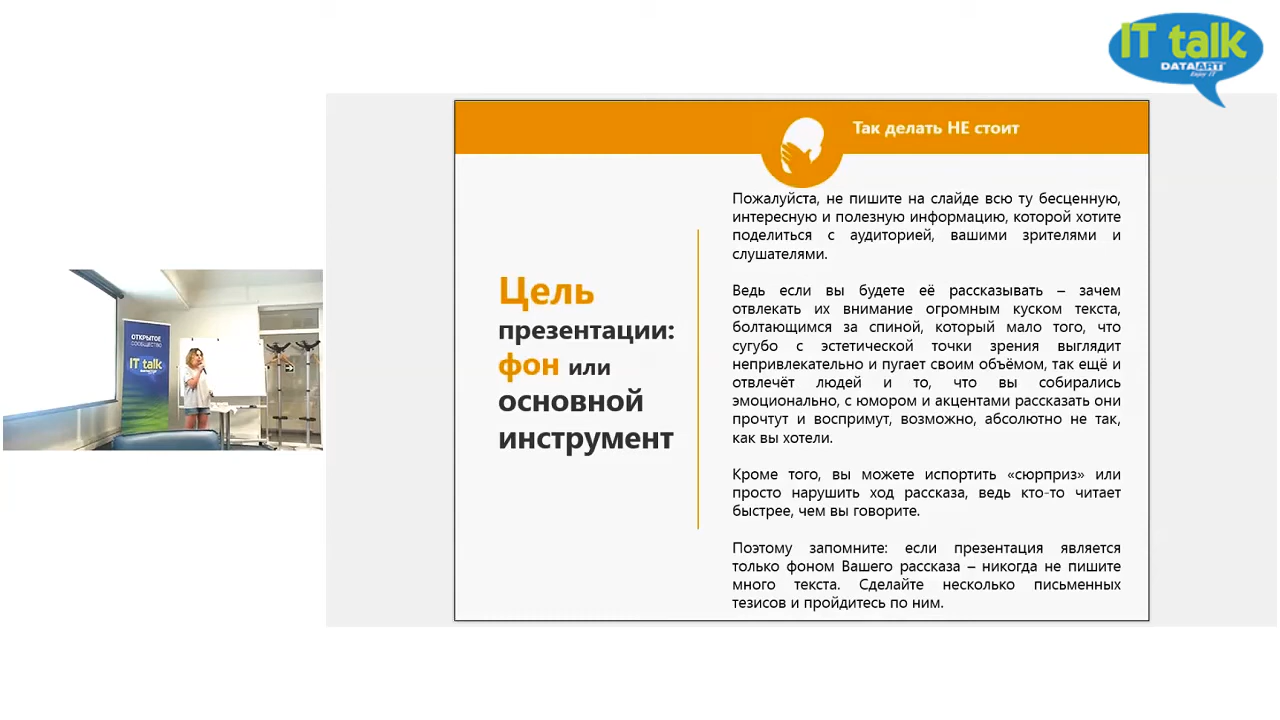 IT talk
DATAART
Enjoy IT
Так делать НЕ стоит
Цель
презентации:
фон или
основной
инструмент
Пожалуйста, не пишите на слайде всю ту бесценную,
интересную и полезную информацию, которой хотите
поделиться с аудиторией, вашими зрителями и
слушателями.
Ведь если вы будете её рассказывать – зачем
отвлекать их внимание огромным куском текста,
болтающимся за спиной, который мало того, что
сугубо с эстетической точки зрения выглядит
непривлекательно и пугает своим объёмом, так ещё и
отвлечёт людей и то, что вы собирались
эмоционально, с юмором и акцентами рассказать они
прочтут и воспримут, возможно, абсолютно не так,
как вы хотели.
Кроме того, вы можете испортить «сюрприз» или
просто нарушить ход рассказа, ведь кто-то читает
быстрее, чем вы говорите.
Поэтому запомните: если презентация является
только фоном Вашего рассказа – никогда не пишите
много текста. Сделайте несколько письменных
тезисов и пройдитесь по ним.
ОТКРЫТОЕ
СООБЩЕСТВО
IT talk